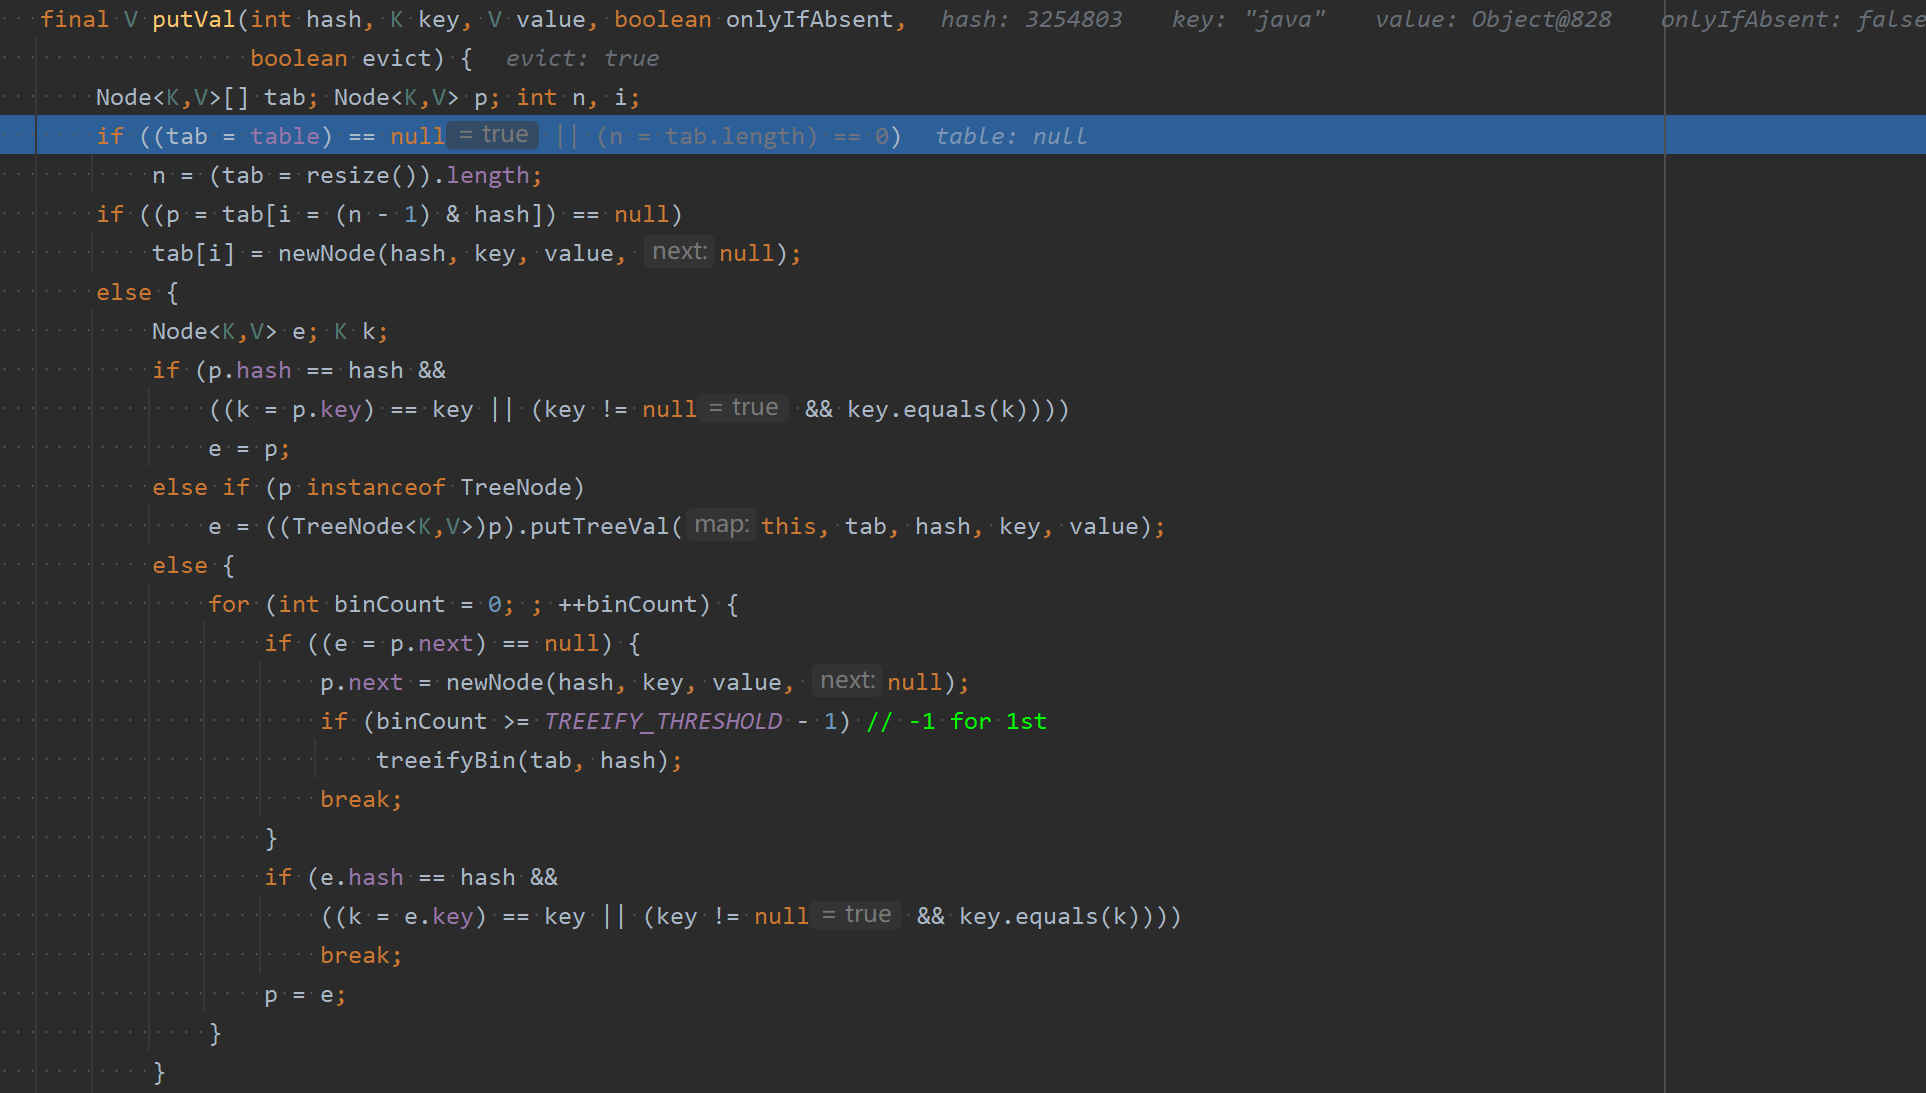 final V putVal(int hash, K key, V value, boolean onlyIfAbsent, hash: 3254803 key: "java" value: Object@828 onlyIfAbsent: false
boolean evict) { evict: true
Node<K,V>[] tab; Node<K,V> p; int n, i;
if ((tab = table) == null = true || (n = tab.length) == 0) table: null
n = (tab = resize()).length;
if ((p = tab[i = (n - 1) & hash]) == null)
tab[i] = newNode(hash, key, value, next: null);
else {
Node<K,V> e; K k;
if (p.hash == hash &&
((k = p.key) == key || (key != null = true && key.equals(k))))
e = p;
else if (p instanceof TreeNode)
e = ((TreeNode<K,V>)p).putTreeVal( map: this, tab, hash, key, value);
else {
for (int binCount = 0; ; ++binCount) {
if ((e = p.next) == null) {
p.next = newNode(hash, key, value, next: null);
if (binCount >= TREEIFY_THRESHOLD - 1) // -1 for 1st
treeifyBin(tab, hash);
break;
}
if (e.hash == hash &&
((k = e.key) == key || (key != null = true && key.equals(k))))
break;
p = e;
}
}